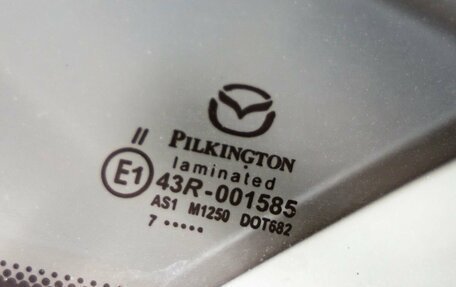 PILKINGTON
II laminated
E1 43R-001585
AS1 M1250 DOT682
7 •••••